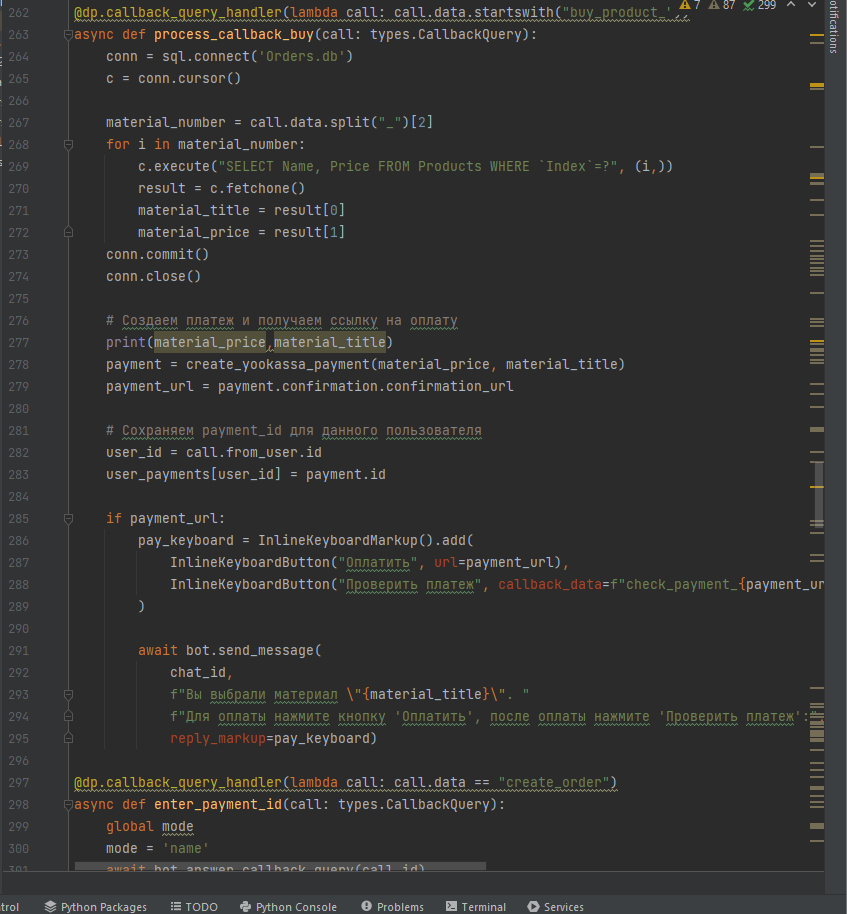 7 87 299
262 @dp.callback_query_handler(lambda call: call.data.startswith("buy_product_"))
263 async def process_callback_buy(call: types.CallbackQuery):
264 conn = sql.connect('Orders.db')
265 c = conn.cursor()
266
267 material_number = call.data.split("_")[2]
268 for i in material_number:
269 c.execute("SELECT Name, Price FROM Products WHERE `Index`=?", (i,))
270 result = c.fetchone()
271 material_title = result[0]
272 material_price = result[1]
273 conn.commit()
274 conn.close()
275
276 # Создаем платеж и получаем ссылку на оплату
277 print(material_price,material_title)
278 payment = create_yookassa_payment(material_price, material_title)
279 payment_url = payment.confirmation.confirmation_url
280
281 # Сохраняем payment_id для данного пользователя
282 user_id = call.from_user.id
283 user_payments[user_id] = payment.id
284
285 if payment_url:
286 pay_keyboard = InlineKeyboardMarkup().add(
287 InlineKeyboardButton("Оплатить", url=payment_url),
288 InlineKeyboardButton("Проверить платеж", callback_data=f"check_payment_{payment_ur
289 )
290
291 await bot.send_message(
292 chat_id,
293 f"Вы выбрали материал \"{material_title}\". "
294 f"Для оплаты нажмите кнопку 'Оплатить', после оплаты нажмите 'Проверить платеж':",
295 reply_markup=pay_keyboard)
296
297 @dp.callback_query_handler(lambda call: call.data == "create_order")
298 async def enter_payment_id(call: types.CallbackQuery):
299 global mode
300 mode = 'name'
301 await bot.answer_callback_query(call.id)
otifications
trol Python Packages TODO Python Console Problems Terminal Services